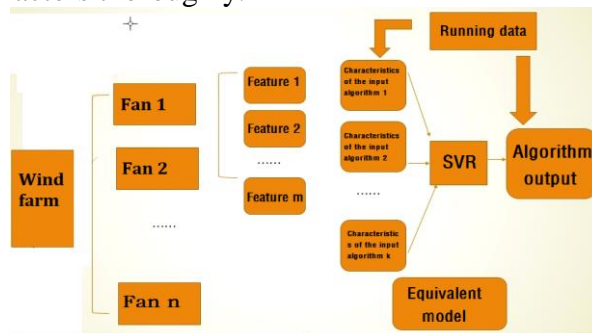 Running data
Feature 1
Characteristics
of the input
algorithm 1
Fan 1
Feature 2
Characteristics
of the input
algorithm 2
Wind
farm
Fan 2
......
SVR
Algorithm
output
Feature m
......
......
Characteristic
s of the input
algorithm k
Fan n
Equivalent
model